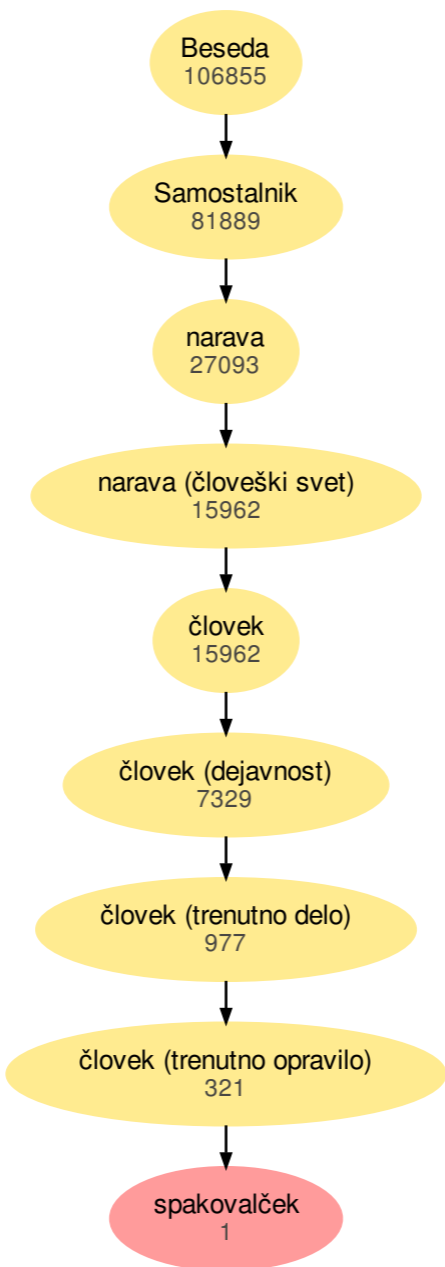 Beseda
106855
Samostalnik
81889
narava
27093
narava (človeški svet)
15962
človek
15962
človek (dejavnost)
7329
človek (trenutno delo)
977
človek (trenutno opravilo)
321
spakovalček
1